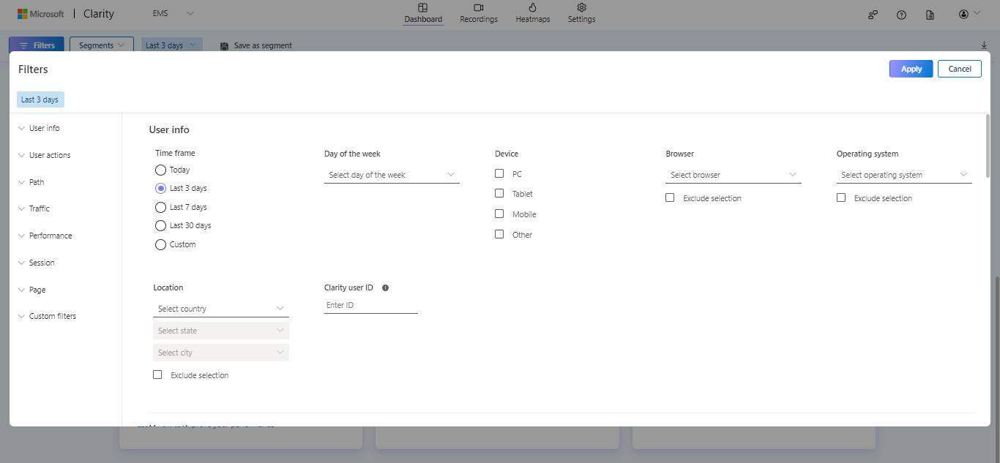 Microsoft | Clarity
EMS
Dashboard
Recordings
Heatmaps
Settings
Filters
Segments
Last 3 days
Save as segment
Filters
Apply
Cancel
Last 3 days
User info
User actions
Path
Traffic
Performance
Session
Page
Custom filters
User info
Time frame
Today
Last 3 days
Last 7 days
Last 30 days
Custom
Day of the week
Select day of the week
Device
PC
Tablet
Mobile
Other
Browser
Select browser
Exclude selection
Operating system
Select operating system
Exclude selection
Location
Select country
Select state
Select city
Exclude selection
Clarity user ID
Enter ID